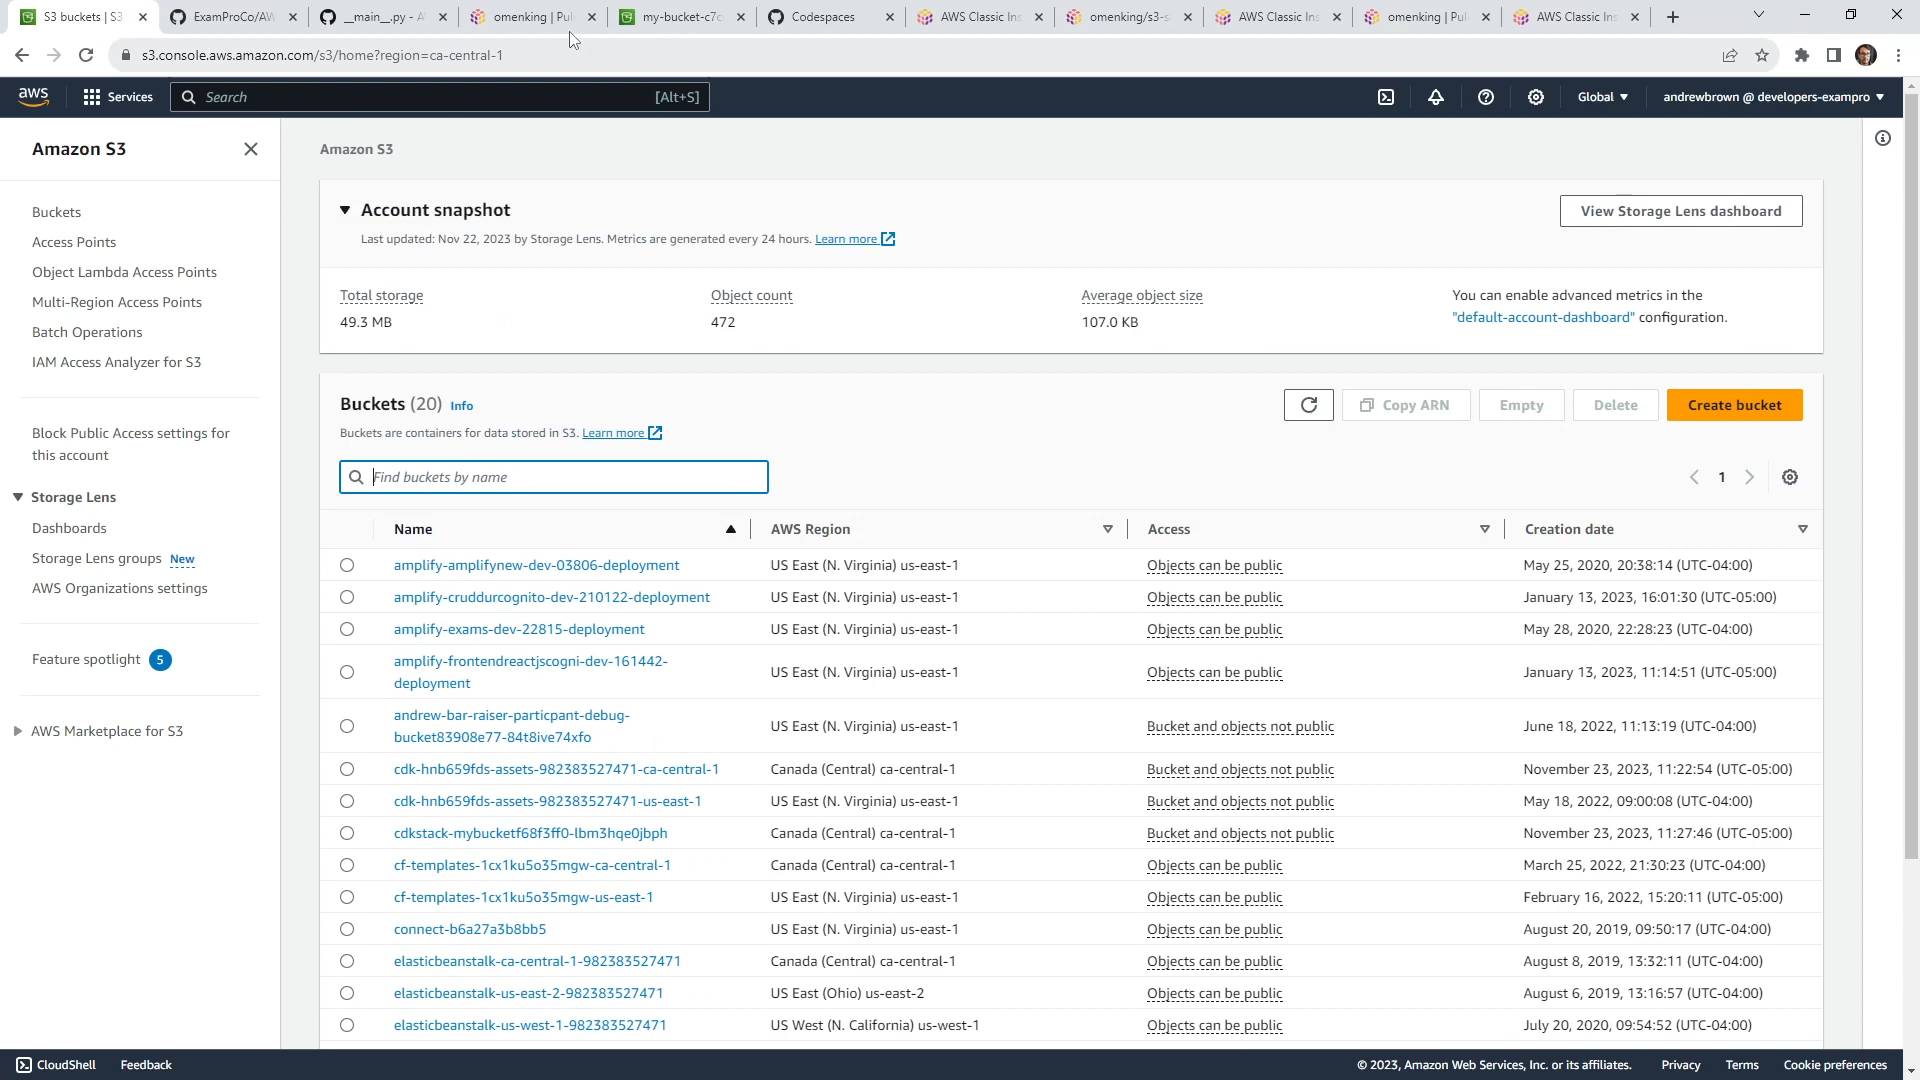 S3 buckets | S3
ExamProCo/AW
__main__.py - A
omenking | Pul
my-bucket-c7c
Codespaces
AWS Classic Ins
omenking/s3-s
AWS Classic Ins
omenking | Pul
AWS Classic Ins
s3.console.aws.amazon.com/s3/home?region=ca-central-1
aws
Services
Search
[Alt+S]
Global
andrewbrown @ developers-exampro
Amazon S3
Buckets
Access Points
Object Lambda Access Points
Multi-Region Access Points
Batch Operations
IAM Access Analyzer for S3
Block Public Access settings for
this account
Storage Lens
Dashboards
Storage Lens groups New
AWS Organizations settings
Feature spotlight 5
AWS Marketplace for S3
Amazon S3
Account snapshot
Last updated: Nov 22, 2023 by Storage Lens. Metrics are generated every 24 hours. Learn more
View Storage Lens dashboard
Total storage
49.3 MB
Object count
472
Average object size
107.0 KB
You can enable advanced metrics in the
"default-account-dashboard" configuration.
Buckets (20) Info
Buckets are containers for data stored in S3. Learn more
Copy ARN
Empty
Delete
Create bucket
Find buckets by name
1
Name AWS Region Access Creation date
amplify-amplifynew-dev-03806-deployment US East (N. Virginia) us-east-1 Objects can be public May 25, 2020, 20:38:14 (UTC-04:00)
amplify-cruddurcognito-dev-210122-deployment US East (N. Virginia) us-east-1 Objects can be public January 13, 2023, 16:01:30 (UTC-05:00)
amplify-exams-dev-22815-deployment US East (N. Virginia) us-east-1 Objects can be public May 28, 2020, 22:28:23 (UTC-04:00)
amplify-frontendreactjscogni-dev-161442-
deployment US East (N. Virginia) us-east-1 Objects can be public January 13, 2023, 11:14:51 (UTC-05:00)
andrew-bar-raiser-particpant-debug-
bucket83908e77-84t8ive74xfo US East (N. Virginia) us-east-1 Bucket and objects not public June 18, 2022, 11:13:19 (UTC-04:00)
cdk-hnb659fds-assets-982383527471-ca-central-1 Canada (Central) ca-central-1 Bucket and objects not public November 23, 2023, 11:22:54 (UTC-05:00)
cdk-hnb659fds-assets-982383527471-us-east-1 US East (N. Virginia) us-east-1 Bucket and objects not public May 18, 2022, 09:00:08 (UTC-04:00)
cdkstack-mybucketf68f3ff0-lbm3hqe0jbph Canada (Central) ca-central-1 Bucket and objects not public November 23, 2023, 11:27:46 (UTC-05:00)
cf-templates-1cx1ku5o35mgw-ca-central-1 Canada (Central) ca-central-1 Objects can be public March 25, 2022, 21:30:23 (UTC-04:00)
cf-templates-1cx1ku5o35mgw-us-east-1 US East (N. Virginia) us-east-1 Objects can be public February 16, 2022, 15:20:11 (UTC-05:00)
connect-b6a27a3b8bb5 US East (N. Virginia) us-east-1 Objects can be public August 20, 2019, 09:50:17 (UTC-04:00)
elasticbeanstalk-ca-central-1-982383527471 Canada (Central) ca-central-1 Objects can be public August 8, 2019, 13:32:11 (UTC-04:00)
elasticbeanstalk-us-east-2-982383527471 US East (Ohio) us-east-2 Objects can be public August 6, 2019, 13:16:57 (UTC-04:00)
elasticbeanstalk-us-west-1-982383527471 US West (N. California) us-west-1 Objects can be public July 20, 2020, 09:54:52 (UTC-04:00)
CloudShell
Feedback
© 2023, Amazon Web Services, Inc. or its affiliates.
Privacy
Terms
Cookie preferences